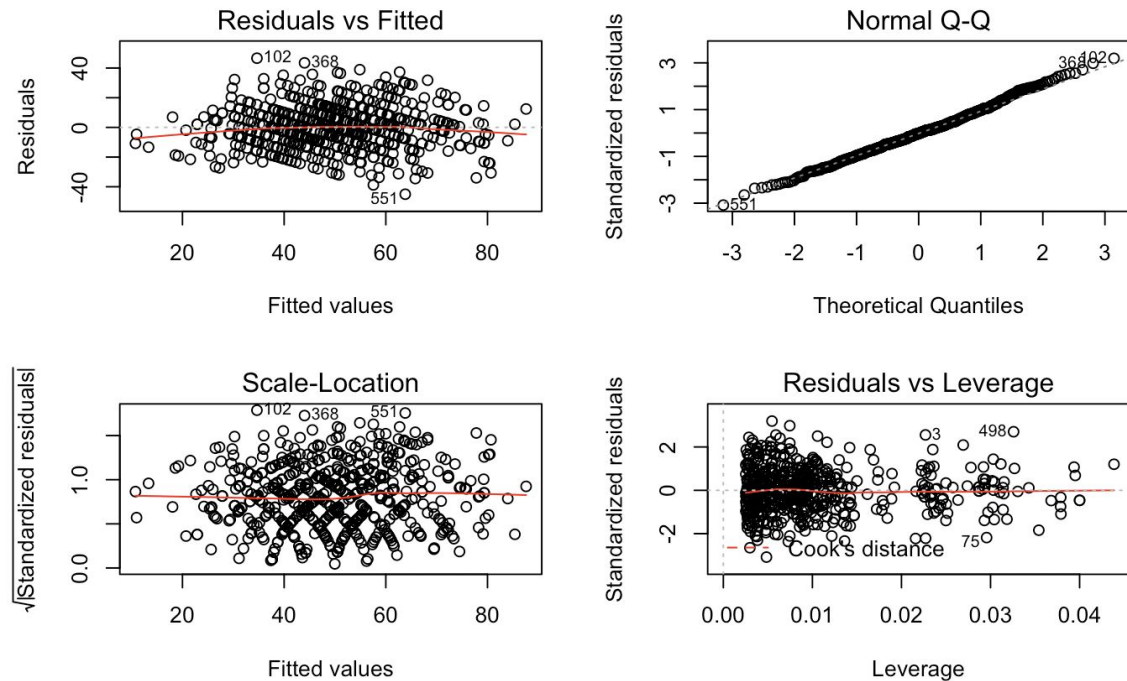 Residuals vs Fitted
Residuals
40
0
-40
102
368
551
20 40 60 80
Fitted values
Normal Q-Q
Standardized residuals
3
1
-1
-3
368
102
551
-3 -2 -1 0 1 2 3
Theoretical Quantiles
Scale-Location
√|Standardized residuals|
1.0
0.0
102
368
551
20 40 60 80
Fitted values
Residuals vs Leverage
Standardized residuals
2
0
-2
3
498
75
Cook's distance
0.00 0.01 0.02 0.03 0.04
Leverage